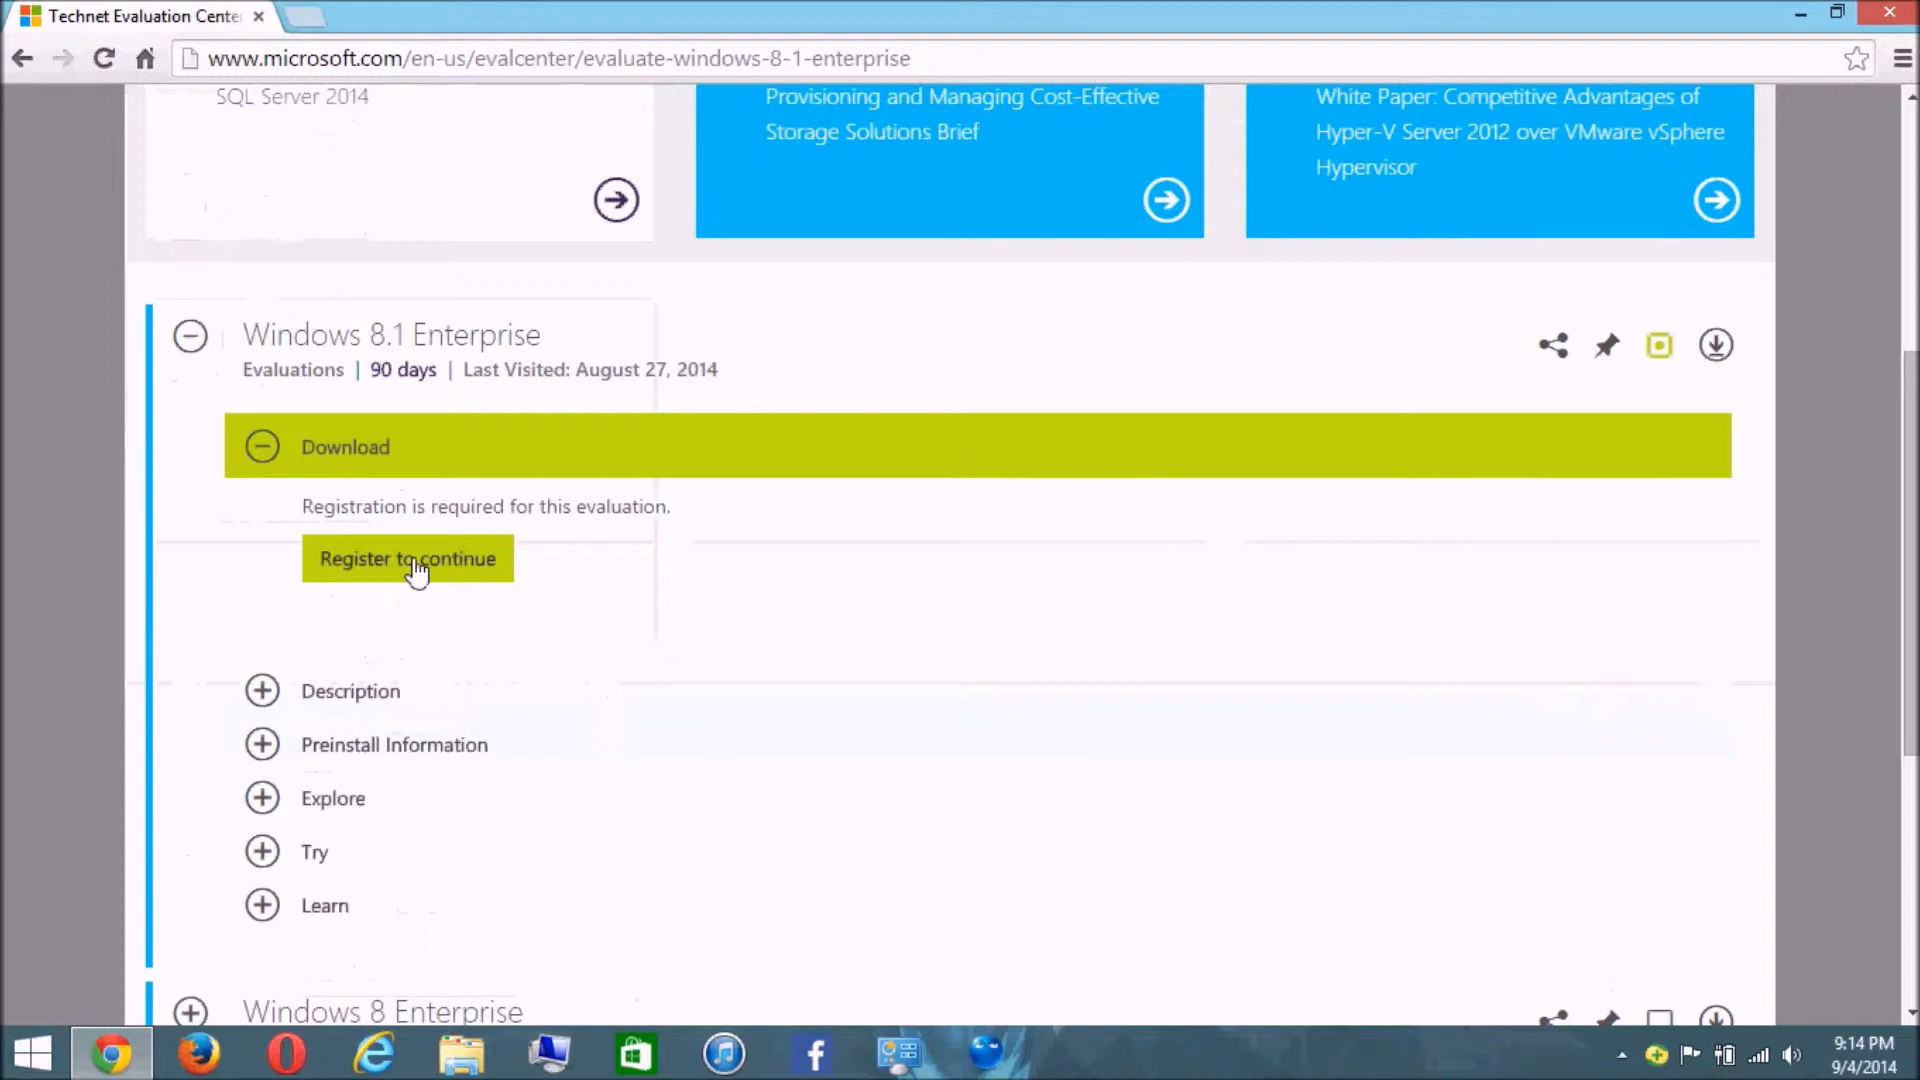 Technet Evaluation Cente
www.microsoft.com/en-us/evalcenter/evaluate-windows-8-1-enterprise
SQL Server 2014
Provisioning and Managing Cost-Effective
Storage Solutions Brief
White Paper: Competitive Advantages of
Hyper-V Server 2012 over VMware vSphere
Hypervisor
Windows 8.1 Enterprise
Evaluations | 90 days | Last Visited: August 27, 2014
Download
Registration is required for this evaluation.
Register to continue
Description
Preinstall Information
Explore
Try
Learn
Windows 8 Enterprise
9:14 PM
9/4/2014